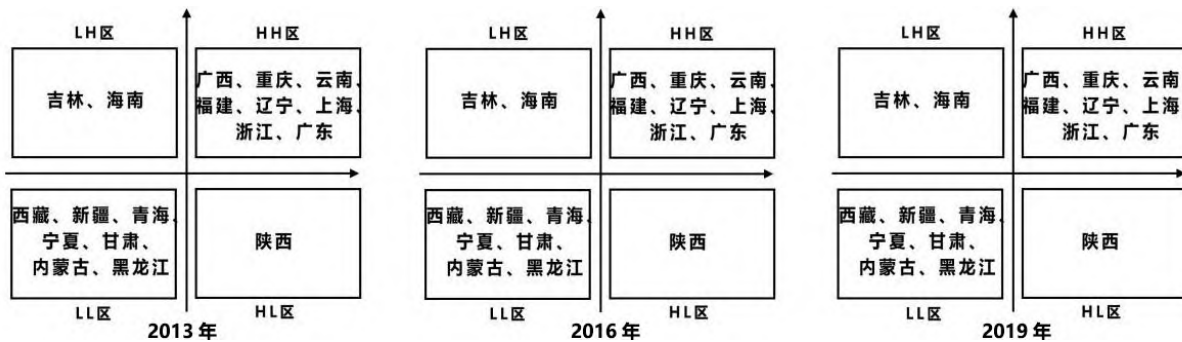 LH区
HH区
吉林、海南
广西、重庆、云南、
福建、辽宁、上海、
浙江、广东
西藏、新疆、青海、
宁夏、甘肃、
内蒙古、黑龙江
陕西
LL区
HL区
2013年
LH区
HH区
吉林、海南
广西、重庆、云南、
福建、辽宁、上海、
浙江、广东
西藏、新疆、青海、
宁夏、甘肃、
内蒙古、黑龙江
陕西
LL区
HL区
2016年
LH区
HH区
吉林、海南
广西、重庆、云南
福建、辽宁、上海
浙江、广东
西藏、新疆、青海、
宁夏、甘肃、
内蒙古、黑龙江
陕西
LL区
HL区
2019年